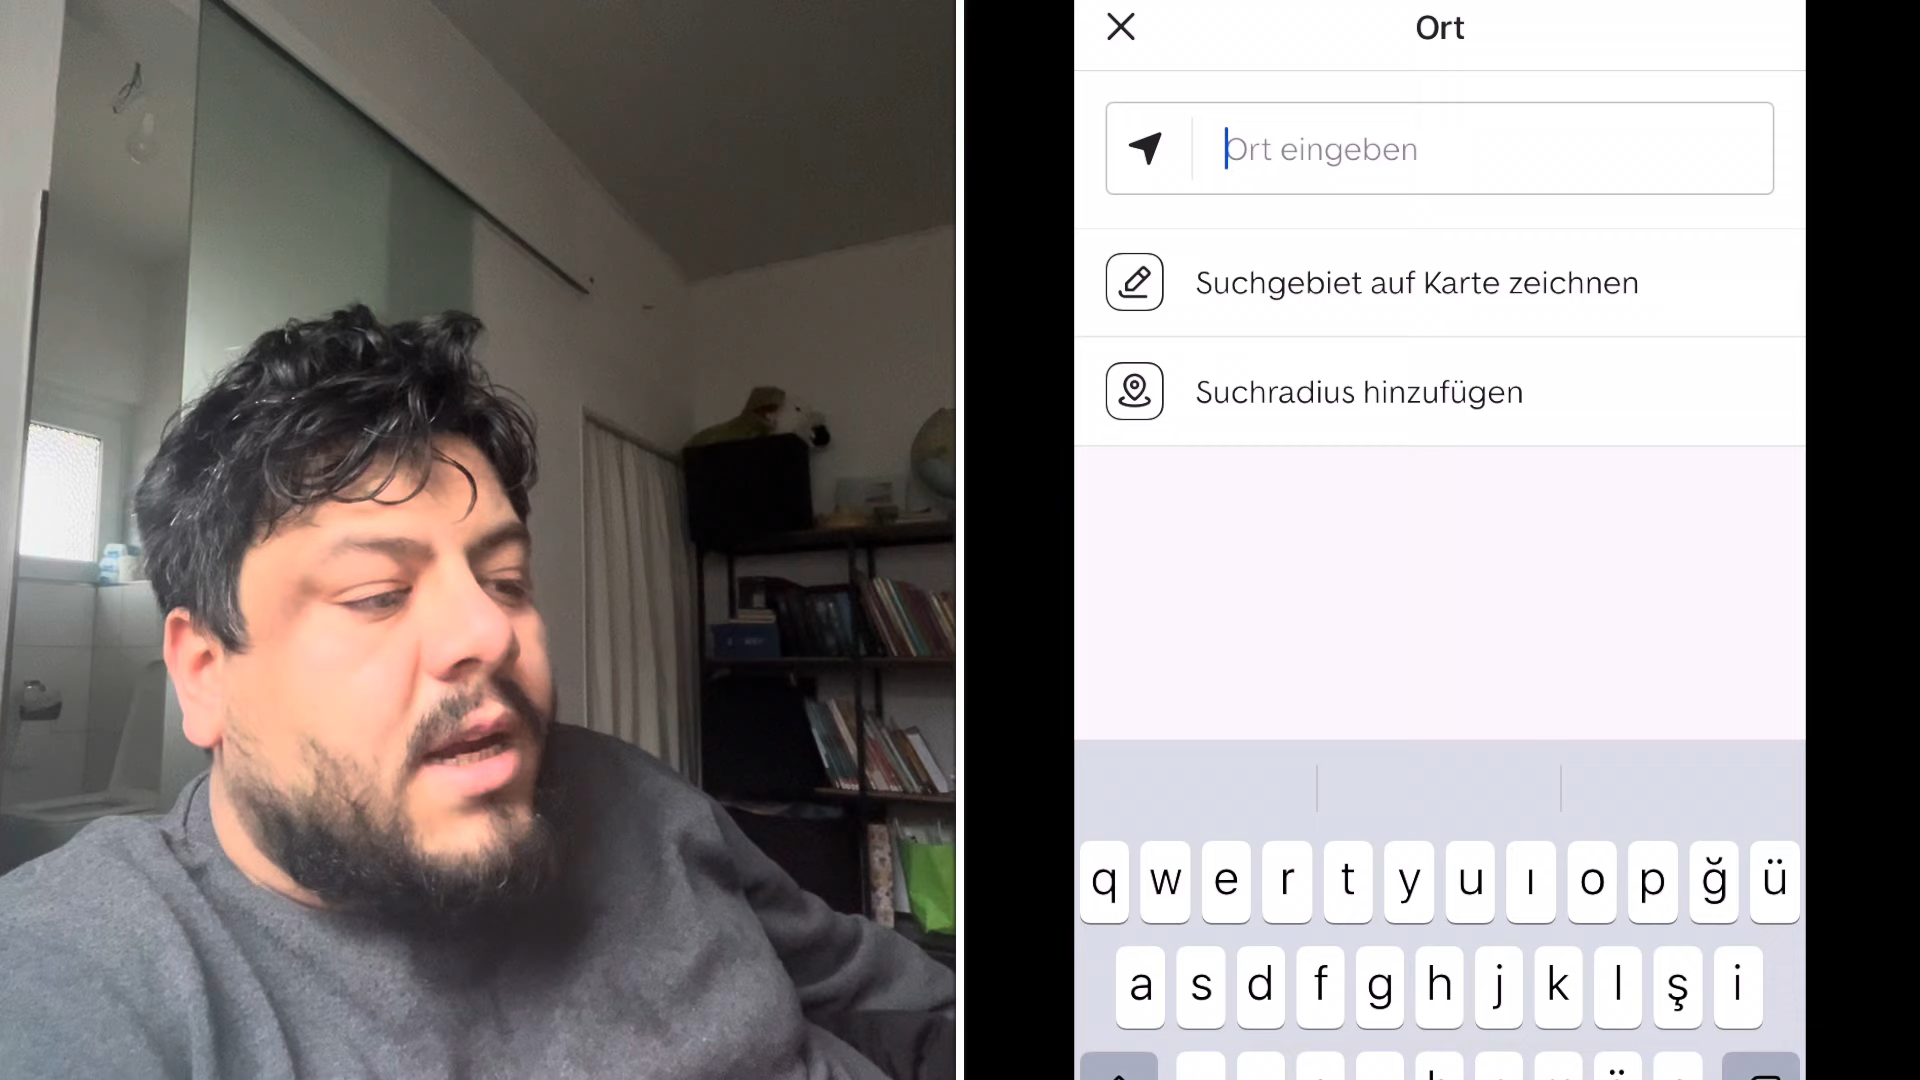 Ort
Ort eingeben
Suchgebiet auf Karte zeichnen
Suchradius hinzufügen
q w e r t y u ı o p ğ ü
a s d f g h j k l ş i